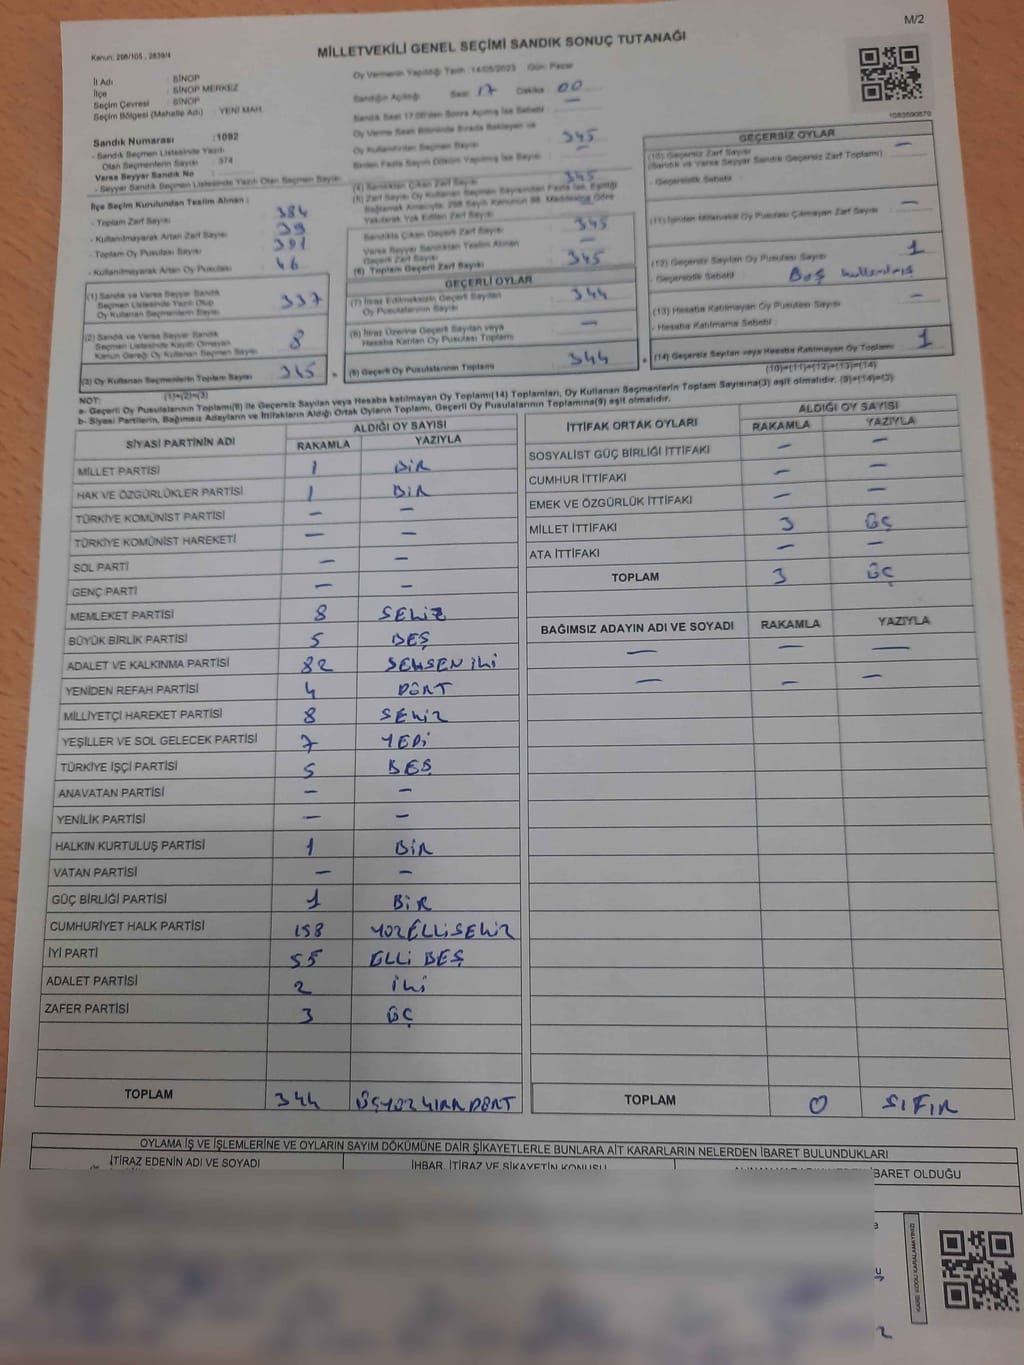 M/2
Kanun: 298/105 , 2839/4
MİLLETVEKİLİ GENEL SEÇİMİ SANDIK SONUÇ TUTANAĞI
İl Adı : SİNOP
İlçe : SİNOP MERKEZ
Seçim Çevresi : SİNOP
Seçim Bölgesi (Mahalle Adı) : YENİ MAH.
Oy Vermenin Yapıldığı Tarih :14/05/2023 Gün: Pazar
Sandığın Açıldığı Saat : 17 Dakika : 00
Sandık Saat 17:00'den Sonra Açılmış İse Sebebi : —
Oy Verme Saati Bitiminde Sırada Bekleyen ve
Oy Kullandırılan Seçmen Sayısı 345
Birden Fazla Sayım Döküm Yapılmış İse Sayısı: —
1083590870
Sandık Numarası :1092
- Sandık Seçmen Listesinde Yazılı
Olan Seçmenlerin Sayısı : 374
Varsa Seyyar Sandık No :
- Seyyar Sandık Seçmen Listesinde Yazılı Olan Seçmen Sayısı:
İlçe Seçim Kurulundan Teslim Alınan :
- Toplam Zarf Sayısı : 384
- Kullanılmayarak Artan Zarf Sayısı : 39
- Toplam Oy Pusulası Sayısı : 391
- Kullanılmayarak Artan Oy Pusulası : 46
(1) Sandık ve Varsa Seyyar Sandık
Seçmen Listesinde Yazılı Olup
Oy Kullanan Seçmenlerin Sayısı 337
(2) Sandık ve Varsa Seyyar Sandık
Seçmen Listesinde Kayıtlı Olmayan
Kanun Gereği Oy Kullanan Seçmen Sayısı 8
(3) Oy Kullanan Seçmenlerin Toplam Sayısı 345
(1)+(2)=(3)
(4) Sandıktan Çıkan Zarf Sayısı 345
(5) Zarf Sayısı Oy Kullanan Seçmen Sayısından Fazla İse, Eşitliği
Sağlamak Amacıyla, 298 Sayılı Kanunun 98. Maddesine Göre
Yakılarak Yok Edilen Zarf Sayısı
Sandıkta Çıkan Geçerli Zarf Sayısı 345
Varsa Seyyar Sandıktan Teslim Alınan
Geçerli Zarf Sayısı —
(6) Toplam Geçerli Zarf Sayısı 345
GEÇERLİ OYLAR
(7) İtiraz Edilmeksizin Geçerli Sayılan
Oy Pusulasının Sayısı 344
(8) İtiraz Üzerine Geçerli Sayılan veya
Hesaba Katılan Oy Pusulası Toplamı —
(9) Geçerli Oy Pusulalarının Toplamı 344
GEÇERSİZ OYLAR
(10) Geçersiz Zarf Sayısı —
(Sandık ve Varsa Seyyar Sandık Geçersiz Zarf Toplamı)
- Geçersizlik Sebebi :
(11) İçinden Milletvekili Oy Pusulası Çıkmayan Zarf Sayısı —
(12) Geçersiz Sayılan Oy Pusulası Sayısı 1
- Geçersizlik Sebebi : Boş kullanılmış
(13) Hesaba Katılmayan Oy Pusulası Sayısı —
- Hesaba Katılmama Sebebi :
(14) Geçersiz Sayılan veya Hesaba Katılmayan Oy Toplamı 1
(10)+(11)+(12)+(13)=(14)
NOT:
a- Geçerli Oy Pusulalarının Toplamı(9) ile Geçersiz Sayılan veya Hesaba katılmayan Oy Toplamı(14) Toplamları, Oy Kullanan Seçmenlerin Toplam Sayısına(3) eşit olmalıdır. (9)+(14)=(3)
b- Siyasi Partilerin, Bağımsız Adayların ve İttifakların Aldığı Ortak Oyların Toplamı, Geçerli Oy Pusulalarının Toplamına(9) eşit olmalıdır.
SİYASİ PARTİNİN ADI ALDIĞI OY SAYISI
RAKAMLA YAZIYLA
MİLLET PARTİSİ 1 BİR
HAK VE ÖZGÜRLÜKLER PARTİSİ 1 BİR
TÜRKİYE KOMÜNİST PARTİSİ — —
TÜRKİYE KOMÜNİST HAREKETİ — —
SOL PARTİ — —
GENÇ PARTİ — —
MEMLEKET PARTİSİ 8 SEKİZ
BÜYÜK BİRLİK PARTİSİ 5 BEŞ
ADALET VE KALKINMA PARTİSİ 82 SEKSEN İKİ
YENİDEN REFAH PARTİSİ 4 DÖRT
MİLLİYETÇİ HAREKET PARTİSİ 8 SEKİZ
YEŞİLLER VE SOL GELECEK PARTİSİ 7 YEDİ
TÜRKİYE İŞÇİ PARTİSİ 5 BEŞ
ANAVATAN PARTİSİ — —
YENİLİK PARTİSİ — —
HALKIN KURTULUŞ PARTİSİ 1 BİR
VATAN PARTİSİ — —
GÜÇ BİRLİĞİ PARTİSİ 1 BİR
CUMHURİYET HALK PARTİSİ 158 YÜZELLİSEKİZ
İYİ PARTİ 55 ELLİ BEŞ
ADALET PARTİSİ 2 İKİ
ZAFER PARTİSİ 3 ÜÇ
TOPLAM 344 ÜÇYÜZ KIRK DÖRT
İTTİFAK ORTAK OYLARI ALDIĞI OY SAYISI
RAKAMLA YAZIYLA
SOSYALİST GÜÇ BİRLİĞİ İTTİFAKI — —
CUMHUR İTTİFAKI — —
EMEK VE ÖZGÜRLÜK İTTİFAKI — —
MİLLET İTTİFAKI 3 ÜÇ
ATA İTTİFAKI — —
TOPLAM 3 ÜÇ
BAĞIMSIZ ADAYIN ADI VE SOYADI RAKAMLA YAZIYLA
— — —
— — —
TOPLAM 0 SIFIR
OYLAMA İŞ VE İŞLEMLERİNE VE OYLARIN SAYIM DÖKÜMÜNE DAİR ŞİKAYETLERLE BUNLARA AİT KARARLARIN NELERDEN İBARET BULUNDUKLARI
İTİRAZ EDENİN ADI VE SOYADI İHBAR, İTİRAZ VE ŞİKAYETİN KONUSU
İBARET OLDUĞU
KARE KODU KARALAMAYINIZ!